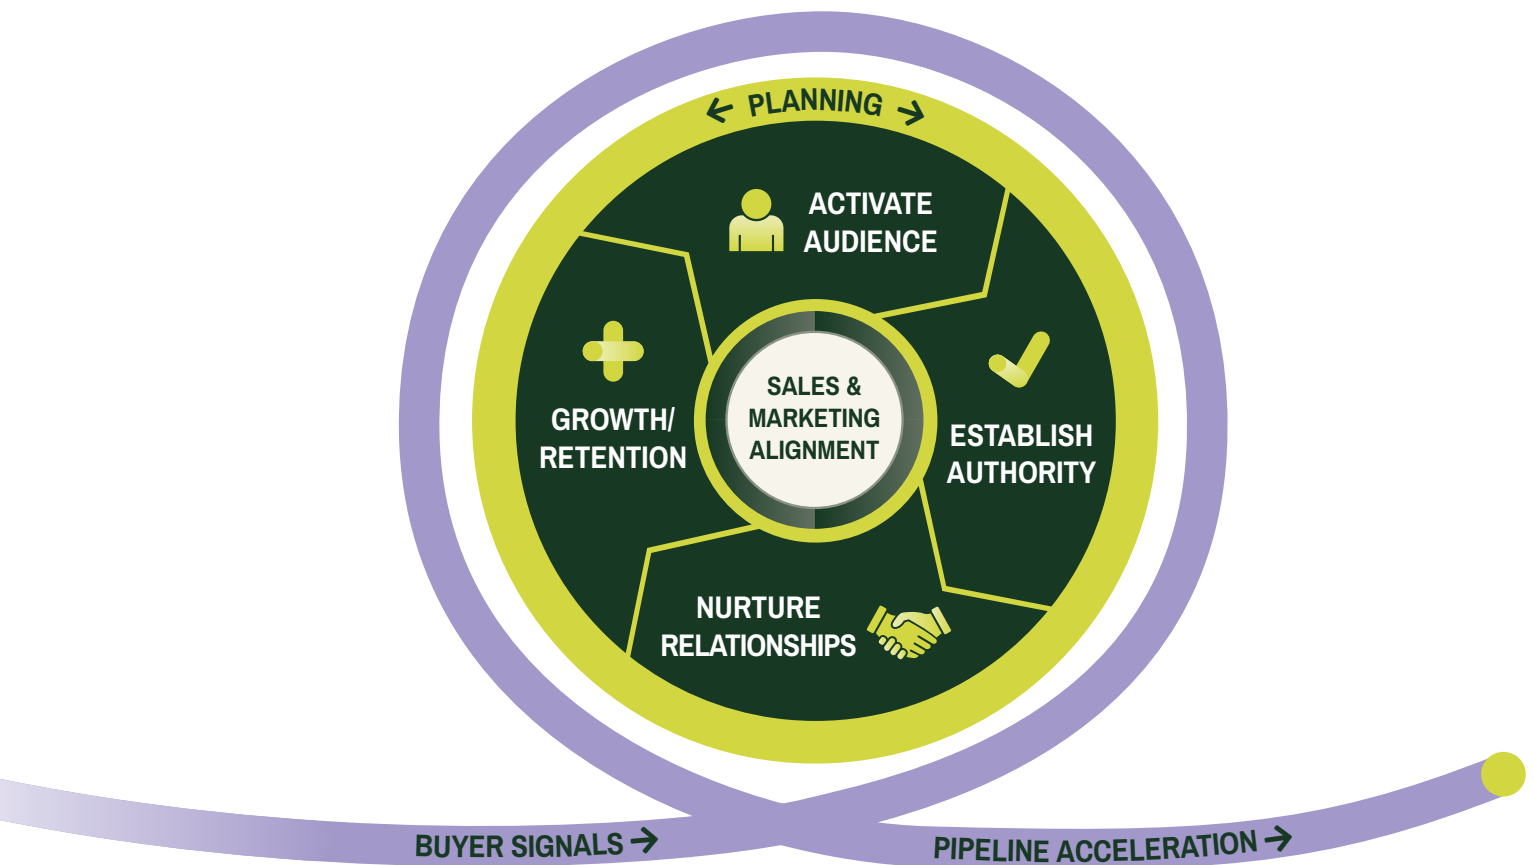 ← PLANNING →
ACTIVATE
AUDIENCE
GROWTH/
RETENTION
SALES &
MARKETING
ALIGNMENT
ESTABLISH
AUTHORITY
NURTURE
RELATIONSHIPS
BUYER SIGNALS →
PIPELINE ACCELERATION →